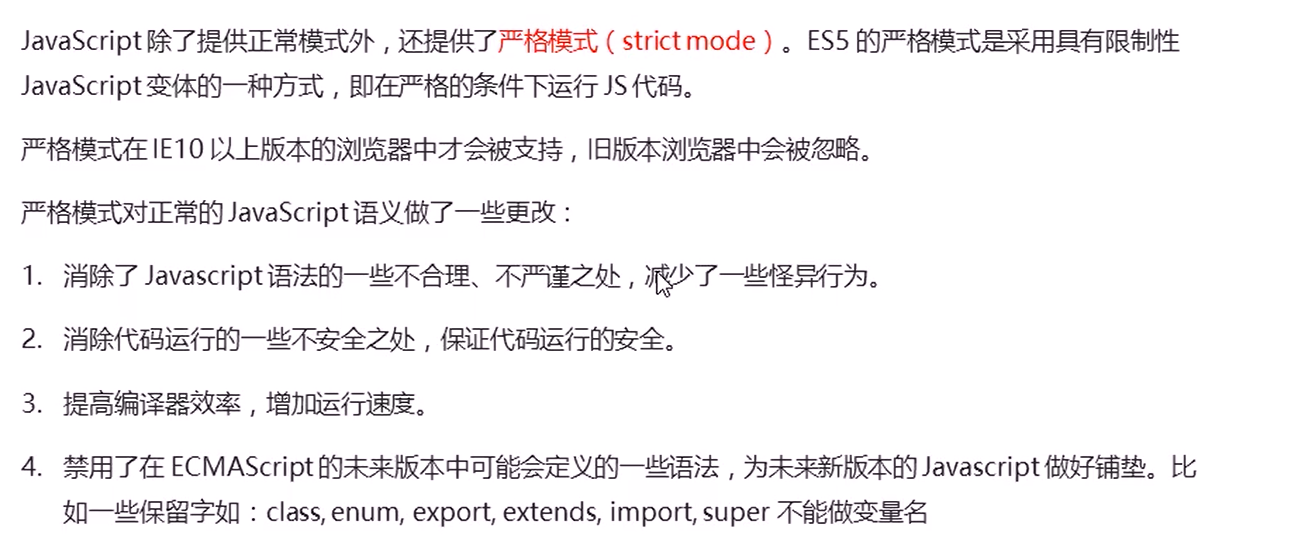 JavaScript 除了提供正常模式外，还提供了严格模式（strict mode）。ES5 的严格模式是采用具有限制性
JavaScript 变体的一种方式，即在严格的条件下运行 JS 代码。
严格模式在 IE10 以上版本的浏览器中才会被支持，旧版本浏览器中会被忽略。
严格模式对正常的 JavaScript 语义做了一些更改：
1. 消除了 Javascript 语法的一些不合理、不严谨之处，减少了一些怪异行为。
2. 消除代码运行的一些不安全之处，保证代码运行的安全。
3. 提高编译器效率，增加运行速度。
4. 禁用了在 ECMAScript 的未来版本中可能会定义的一些语法，为未来新版本的 Javascript 做好铺垫。比
如一些保留字如：class, enum, export, extends, import, super 不能做变量名